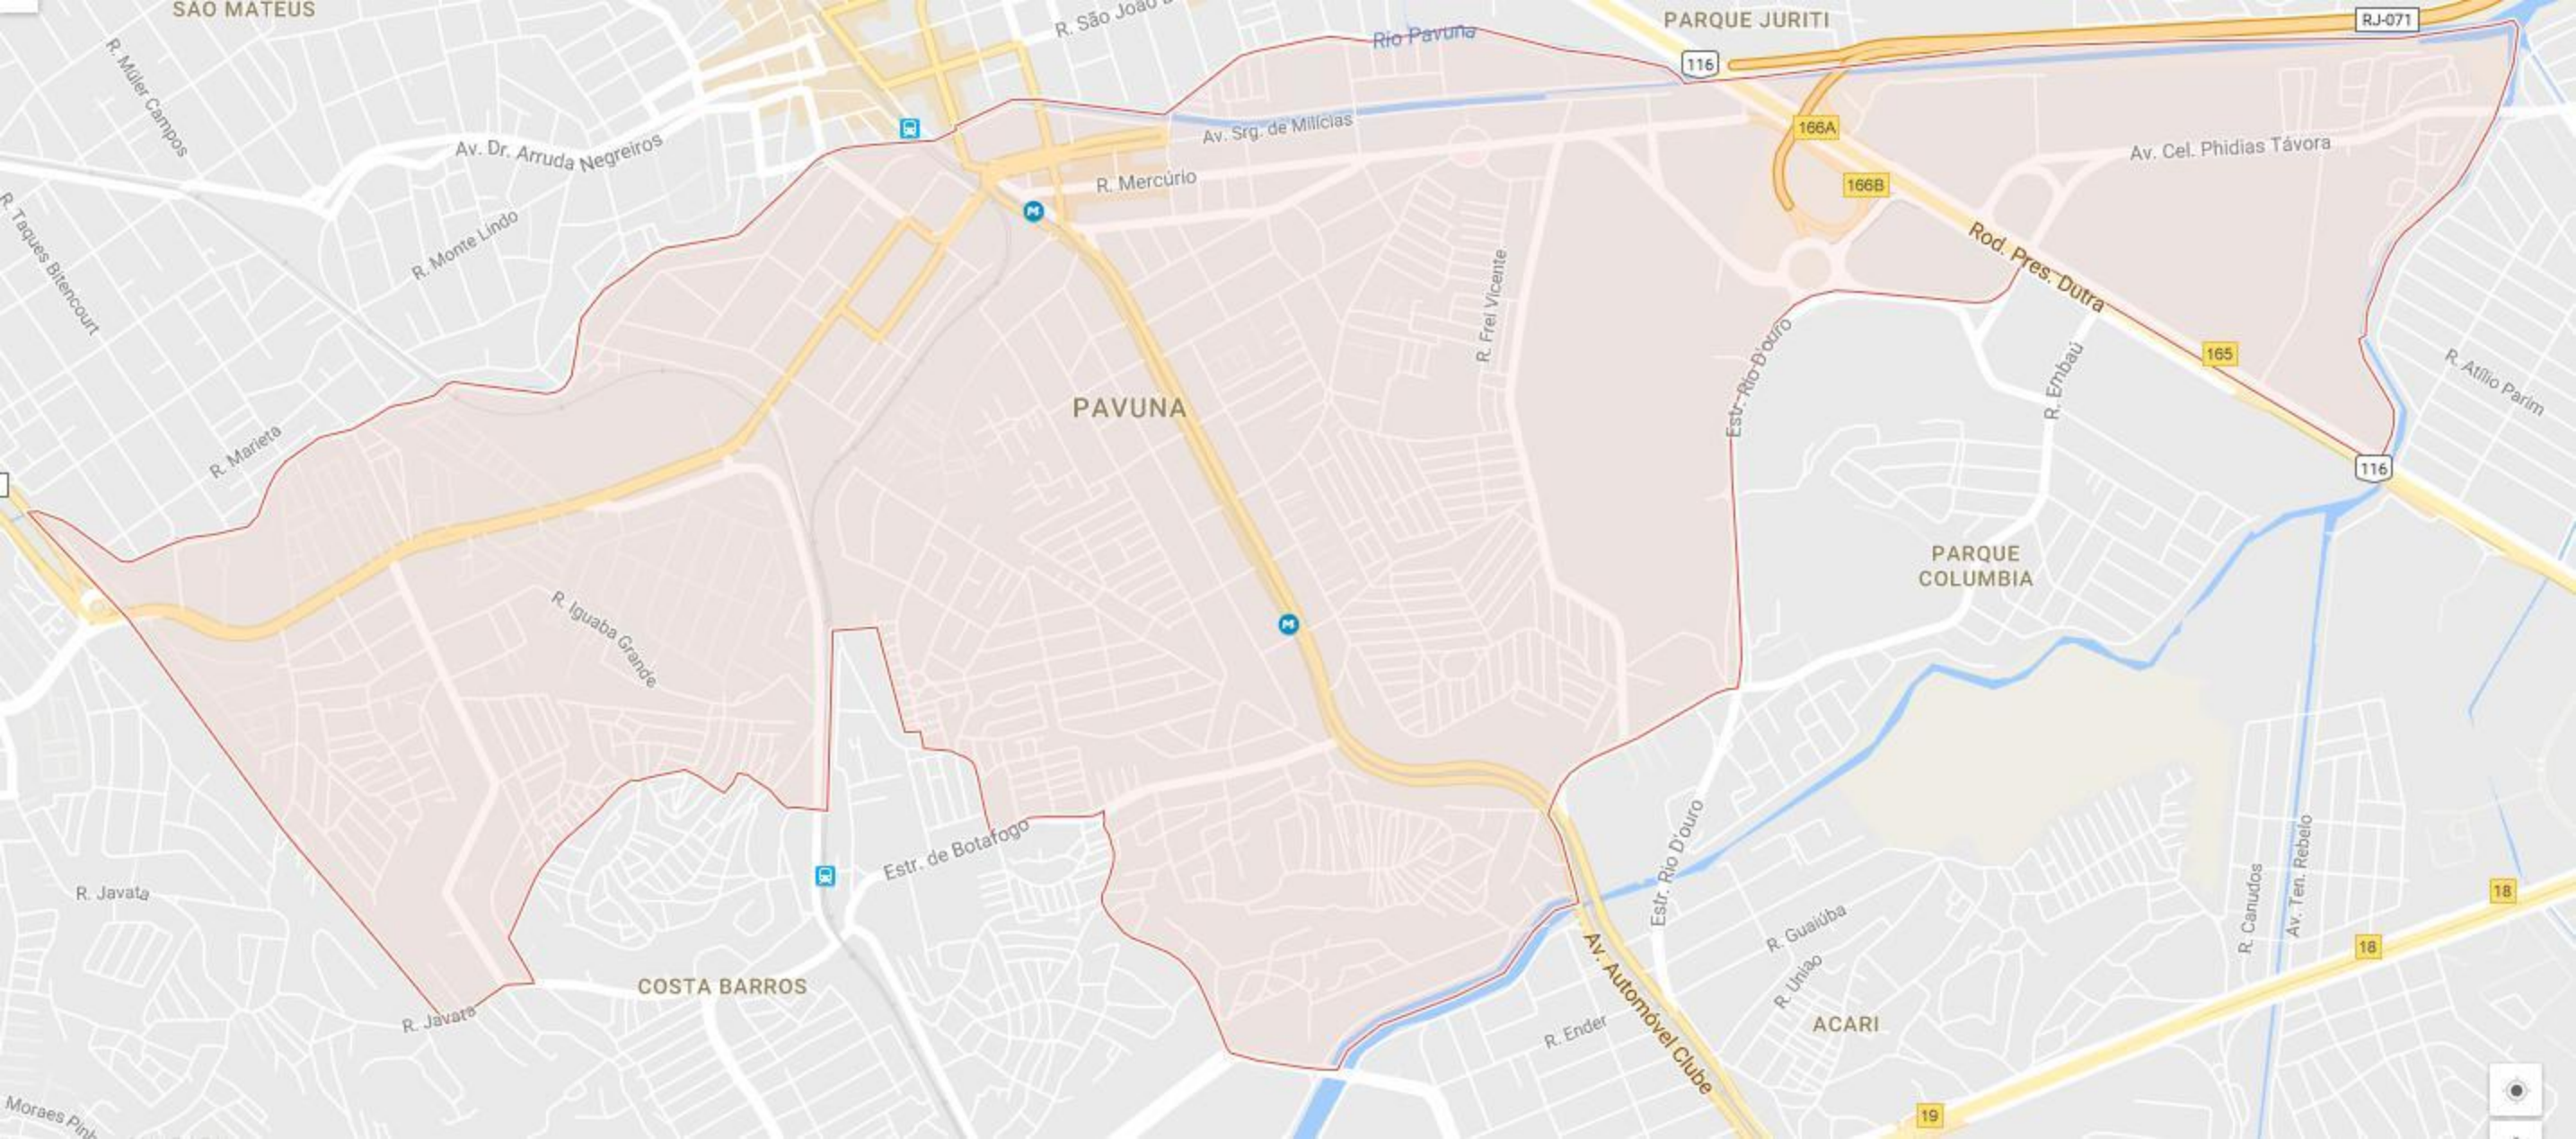 SÃO MATEUS
R. São João
Rio Pavuna
PARQUE JURITI
RJ-071
116
R. Müler Campos
Av. Dr. Arruda Negreiros
Av. Srg. de Milícias
166A
Av. Cel. Phidias Távora
R. Mercúrio
166B
R. Taques Bitencourt
R. Monte Lindo
M
Rod. Pres. Dutra
R. Frei Vicente
Estr. Rio D'ouro
R. Embaú
165
R. Atílio Parim
PAVUNA
R. Marieta
116
PARQUE
COLUMBIA
R. Iguaba Grande
M
Estr. de Botafogo
Estr. Rio D'ouro
R. Canudos
Av. Ten. Rebelo
18
R. Javata
R. Guaiúba
18
R. Uniao
COSTA BARROS
R. Javata
R. Ender
Av. Automóvel Clube
ACARI
19
Moraes